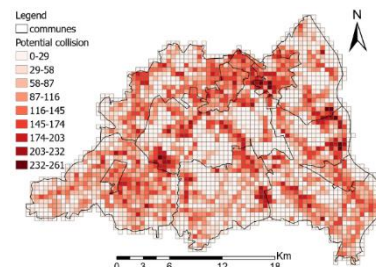 Legend
communes
Potential collision
0-29
29-58
58-87
87-116
116-145
145-174
174-203
203-232
232-261
N
Km
0 3 6 12 18